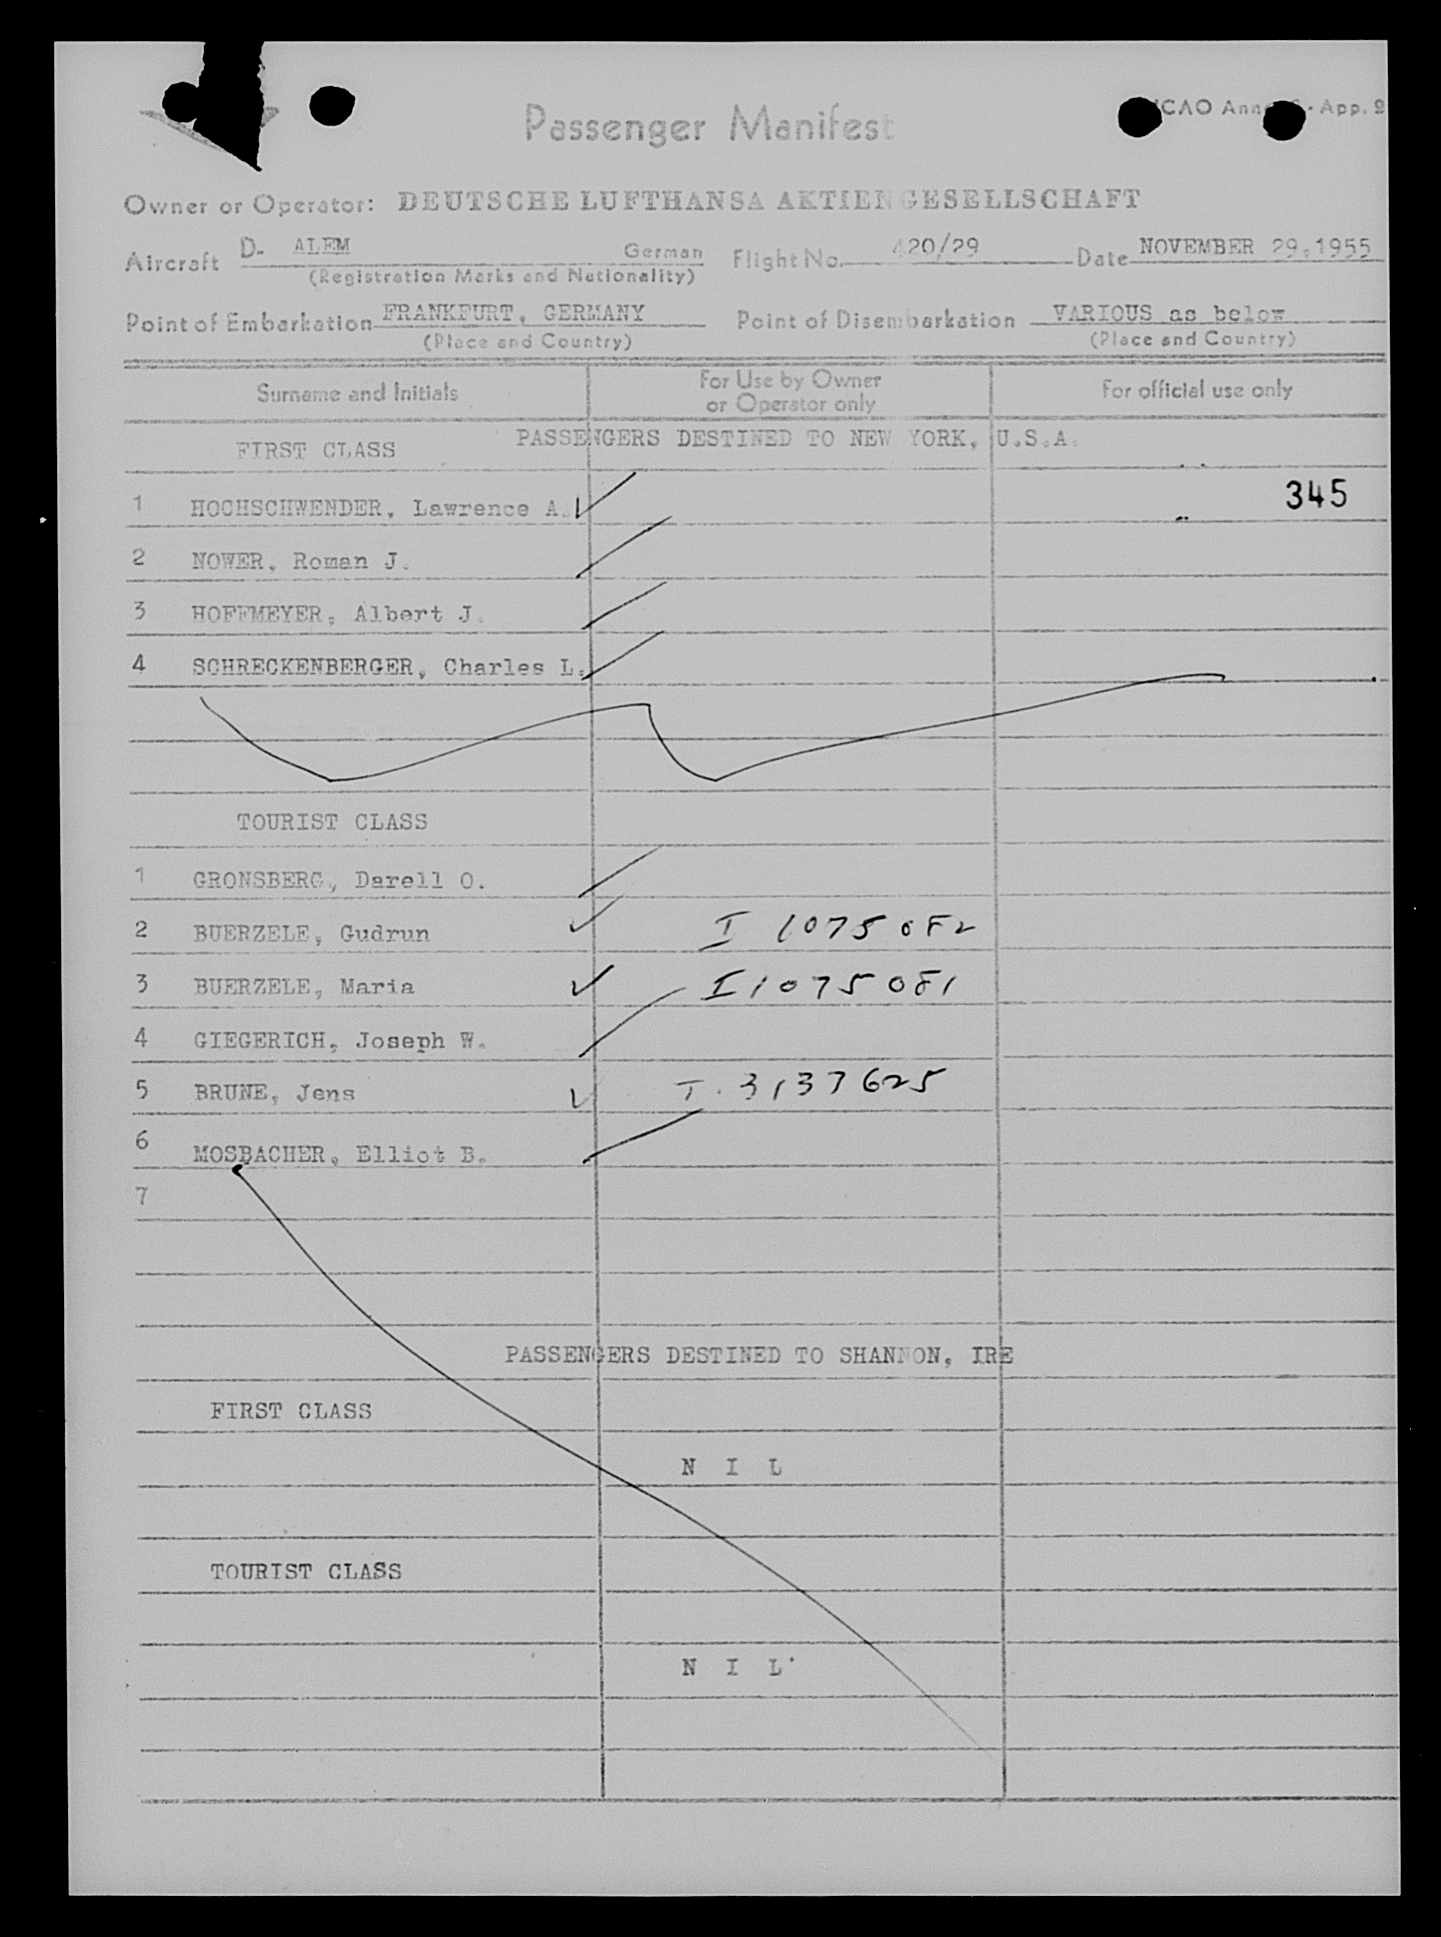 ICAO Annex 9 - App. 9
Passenger Manifest
Owner or Operator: DEUTSCHE LUFTHANSA AKTIENGESELLSCHAFT
Aircraft D- ALEM German Flight No. 420/29 Date NOVEMBER 29.1955
(Registration Marks and Nationality)
Point of Embarkation FRANKFURT, GERMANY Point of Disembarkation VARIOUS as below
(Place and Country) (Place and Country)
Surname and Initials For Use by Owner or Operator only For official use only
PASSENGERS DESTINED TO NEW YORK, U.S.A.
FIRST CLASS
1 HOCHSCHWENDER, Lawrence A. 345
2 NOWER, Roman J.
3 HOFFMEYER, Albert J.
4 SCHRECKENBERGER, Charles L.
TOURIST CLASS
1 GRONSBERG, Darell O.
2 BUERZELE, Gudrun I 1075082
3 BUERZELE, Maria I 1075081
4 GIEGERICH, Joseph W.
5 BRUNE, Jens I. 3137625
6 MOSBACHER, Elliot B.
7
PASSENGERS DESTINED TO SHANNON, IRE
FIRST CLASS
N I L
TOURIST CLASS
N I L